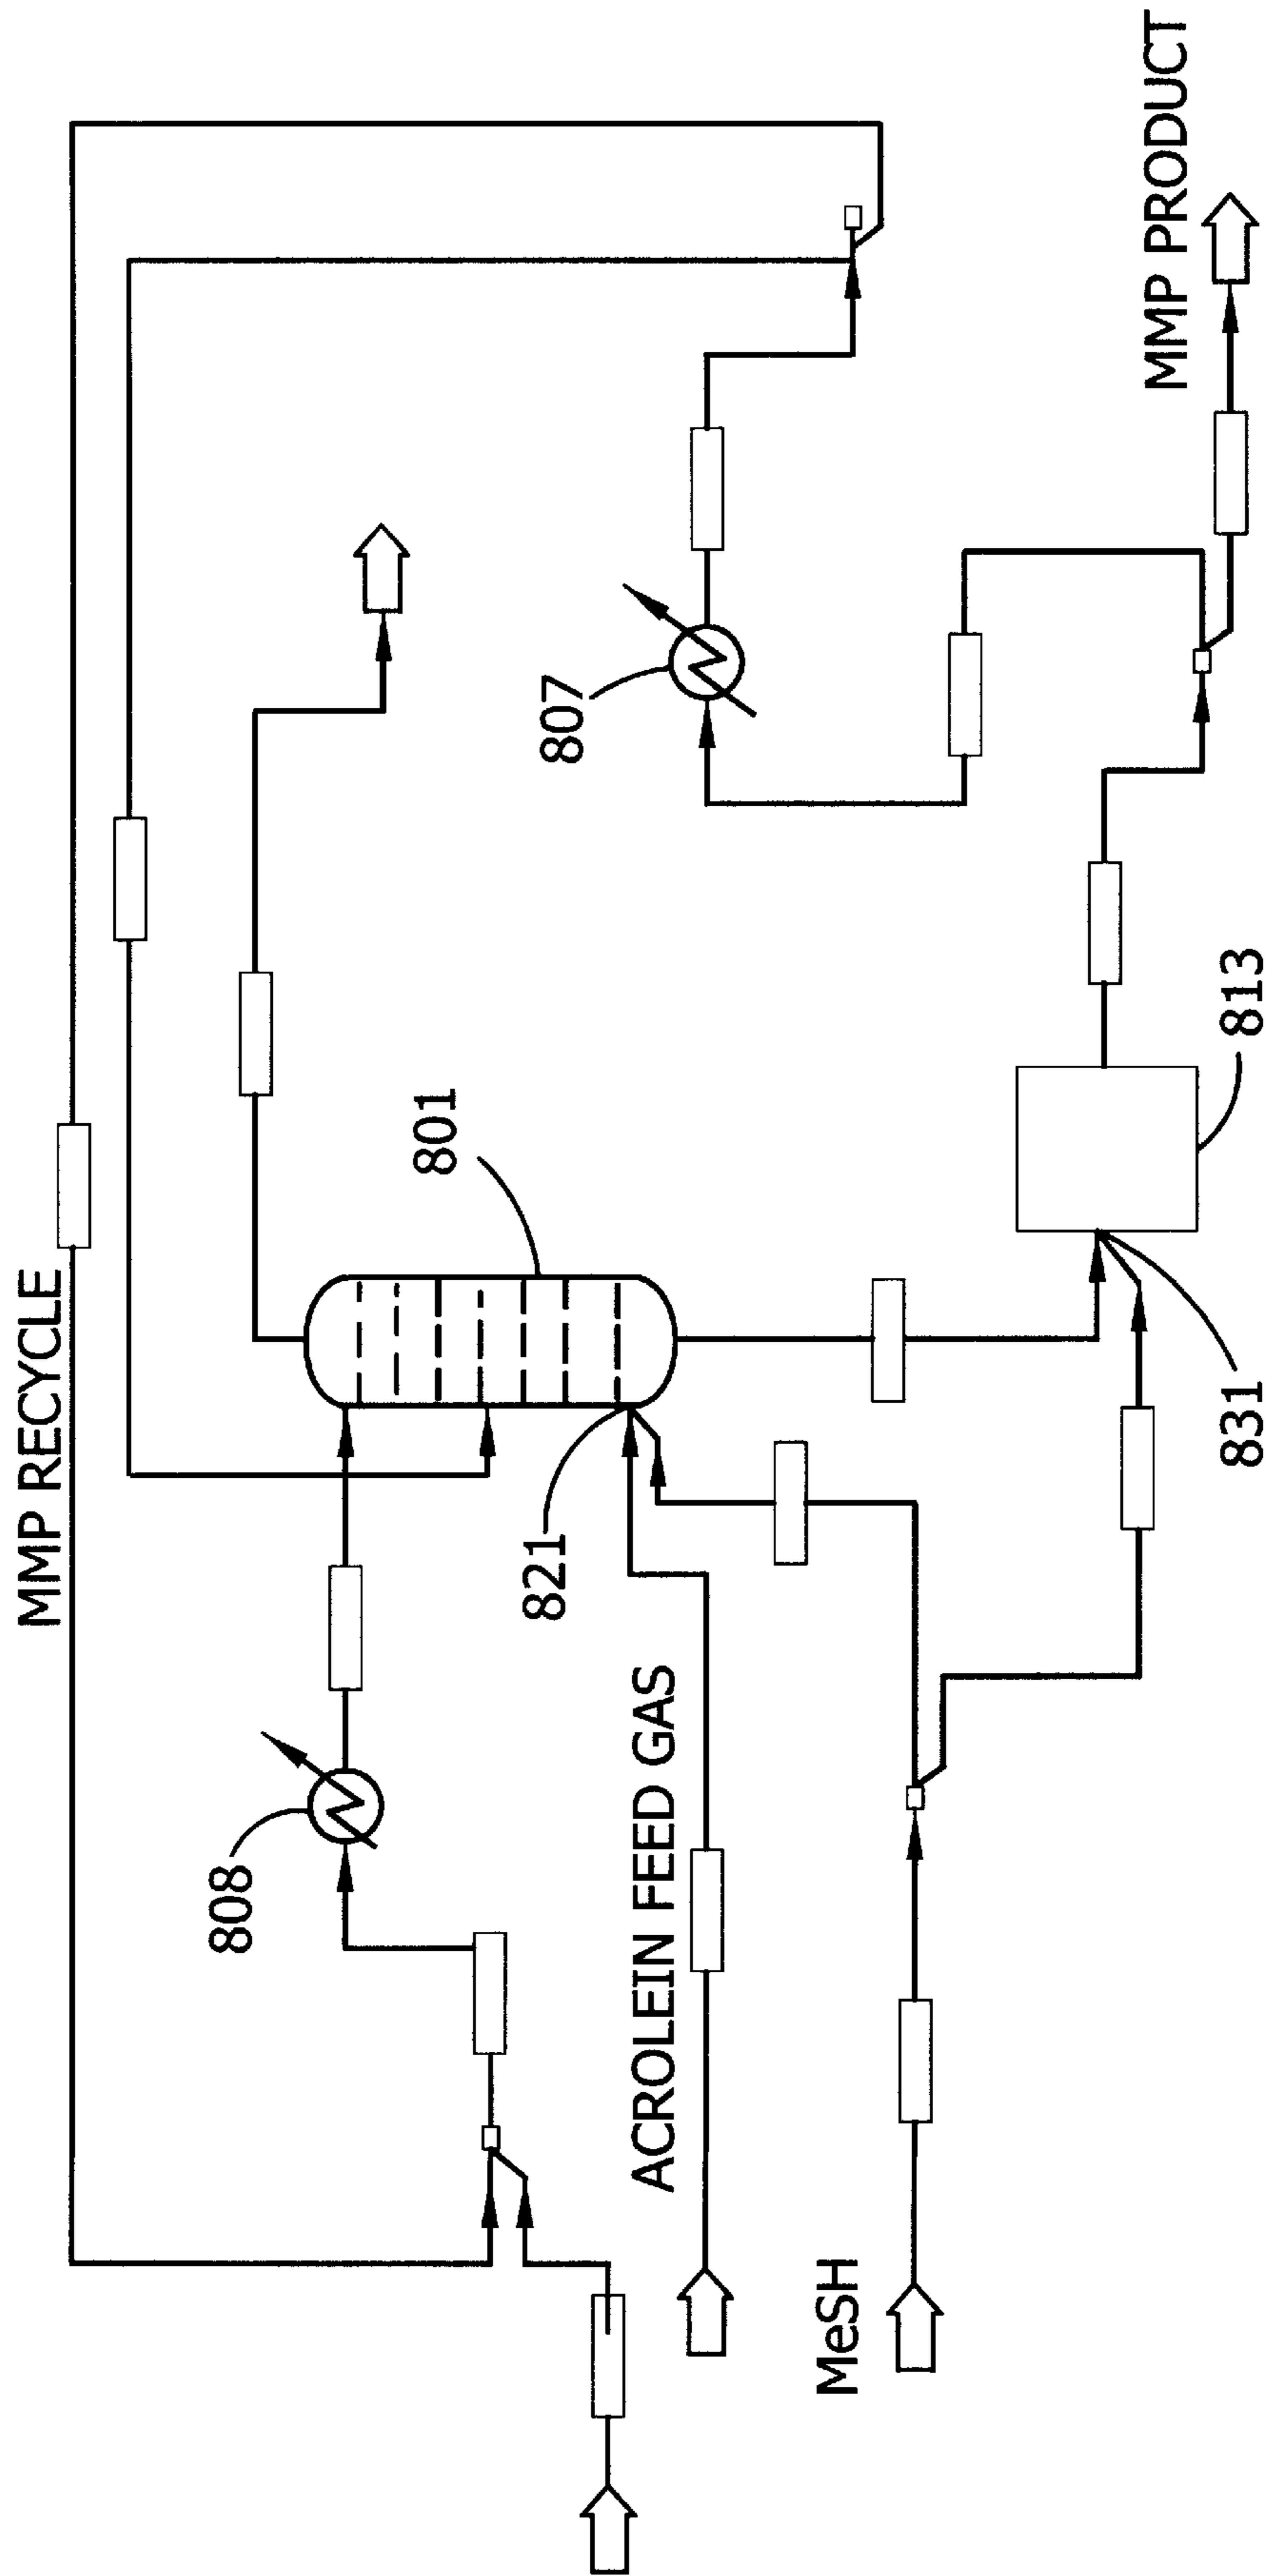 MMP RECYCLE
808
801
821
807
ACROLEIN FEED GAS
MeSH
831
813
MMP PRODUCT